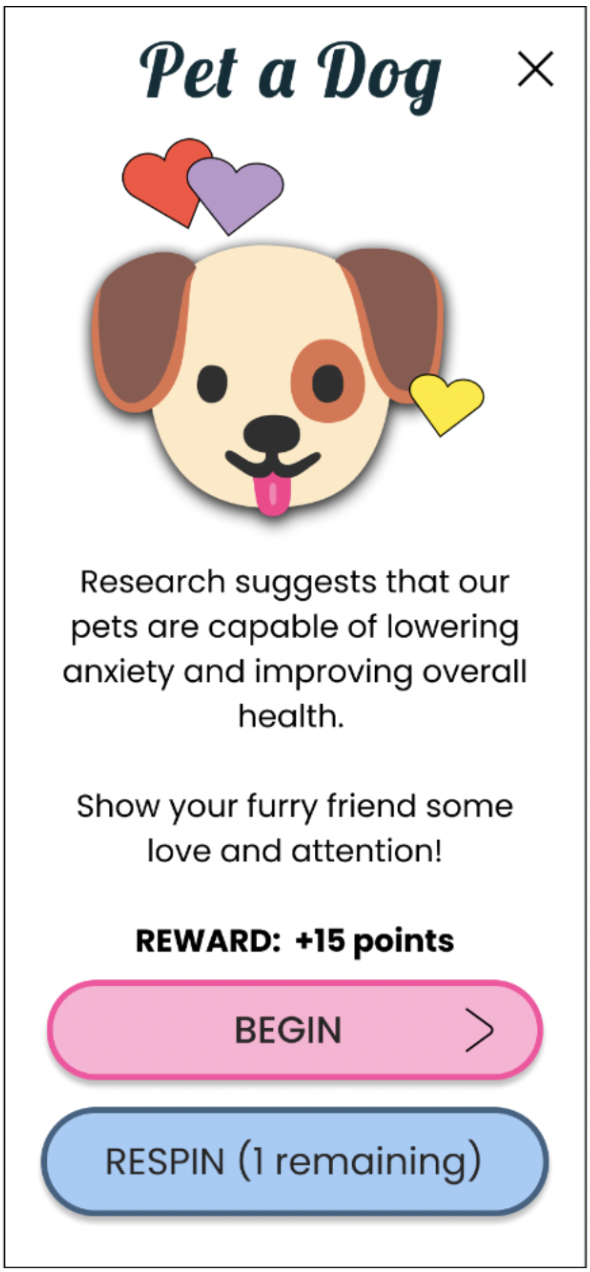 Pet a Dog
Research suggests that our
pets are capable of lowering
anxiety and improving overall
health.
Show your furry friend some
love and attention!
REWARD: +15 points
BEGIN
RESPIN (1 remaining)